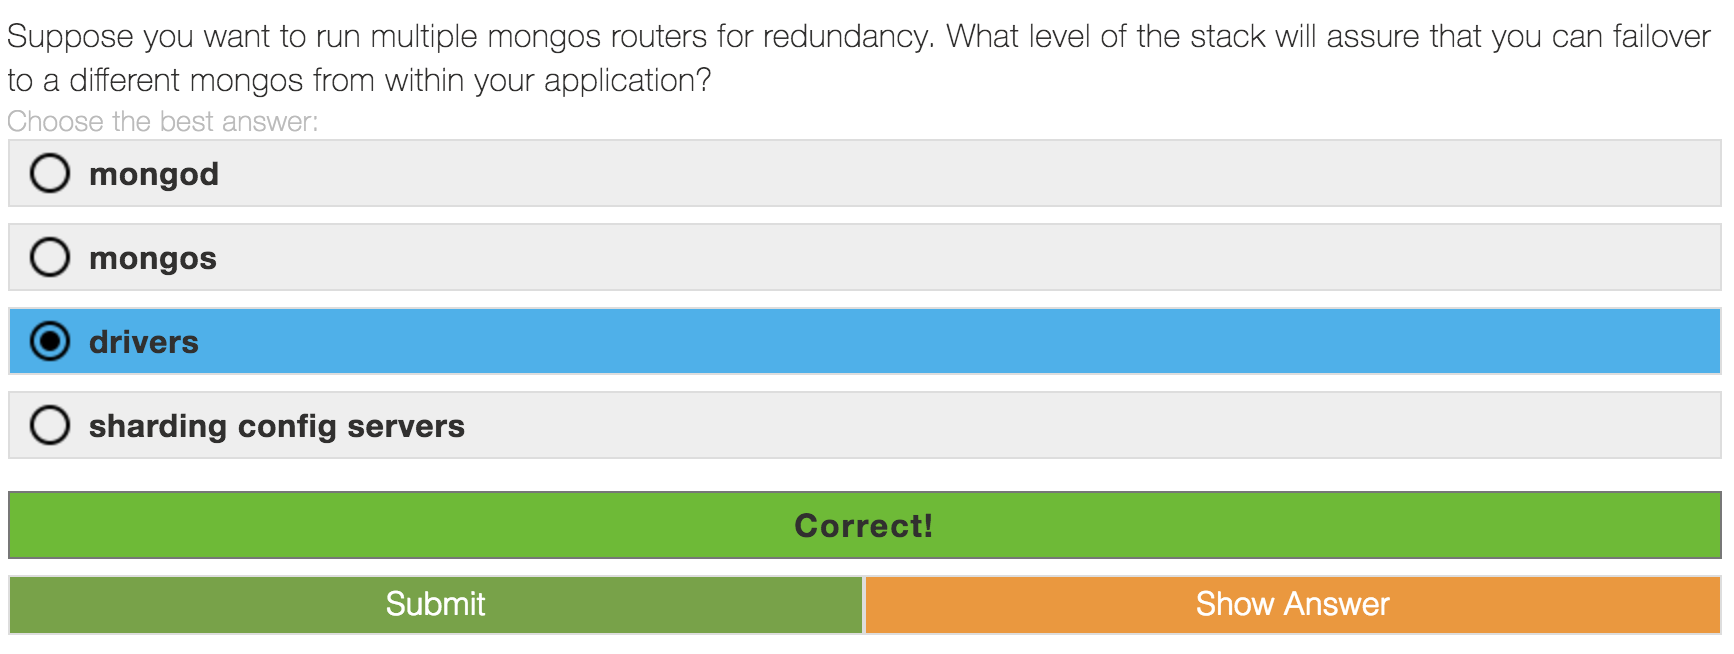 Suppose you want to run multiple mongos routers for redundancy. What level of the stack will assure that you can failover
to a different mongos from within your application?
Choose the best answer:
mongod
mongos
drivers
sharding config servers
Correct!
Submit
Show Answer